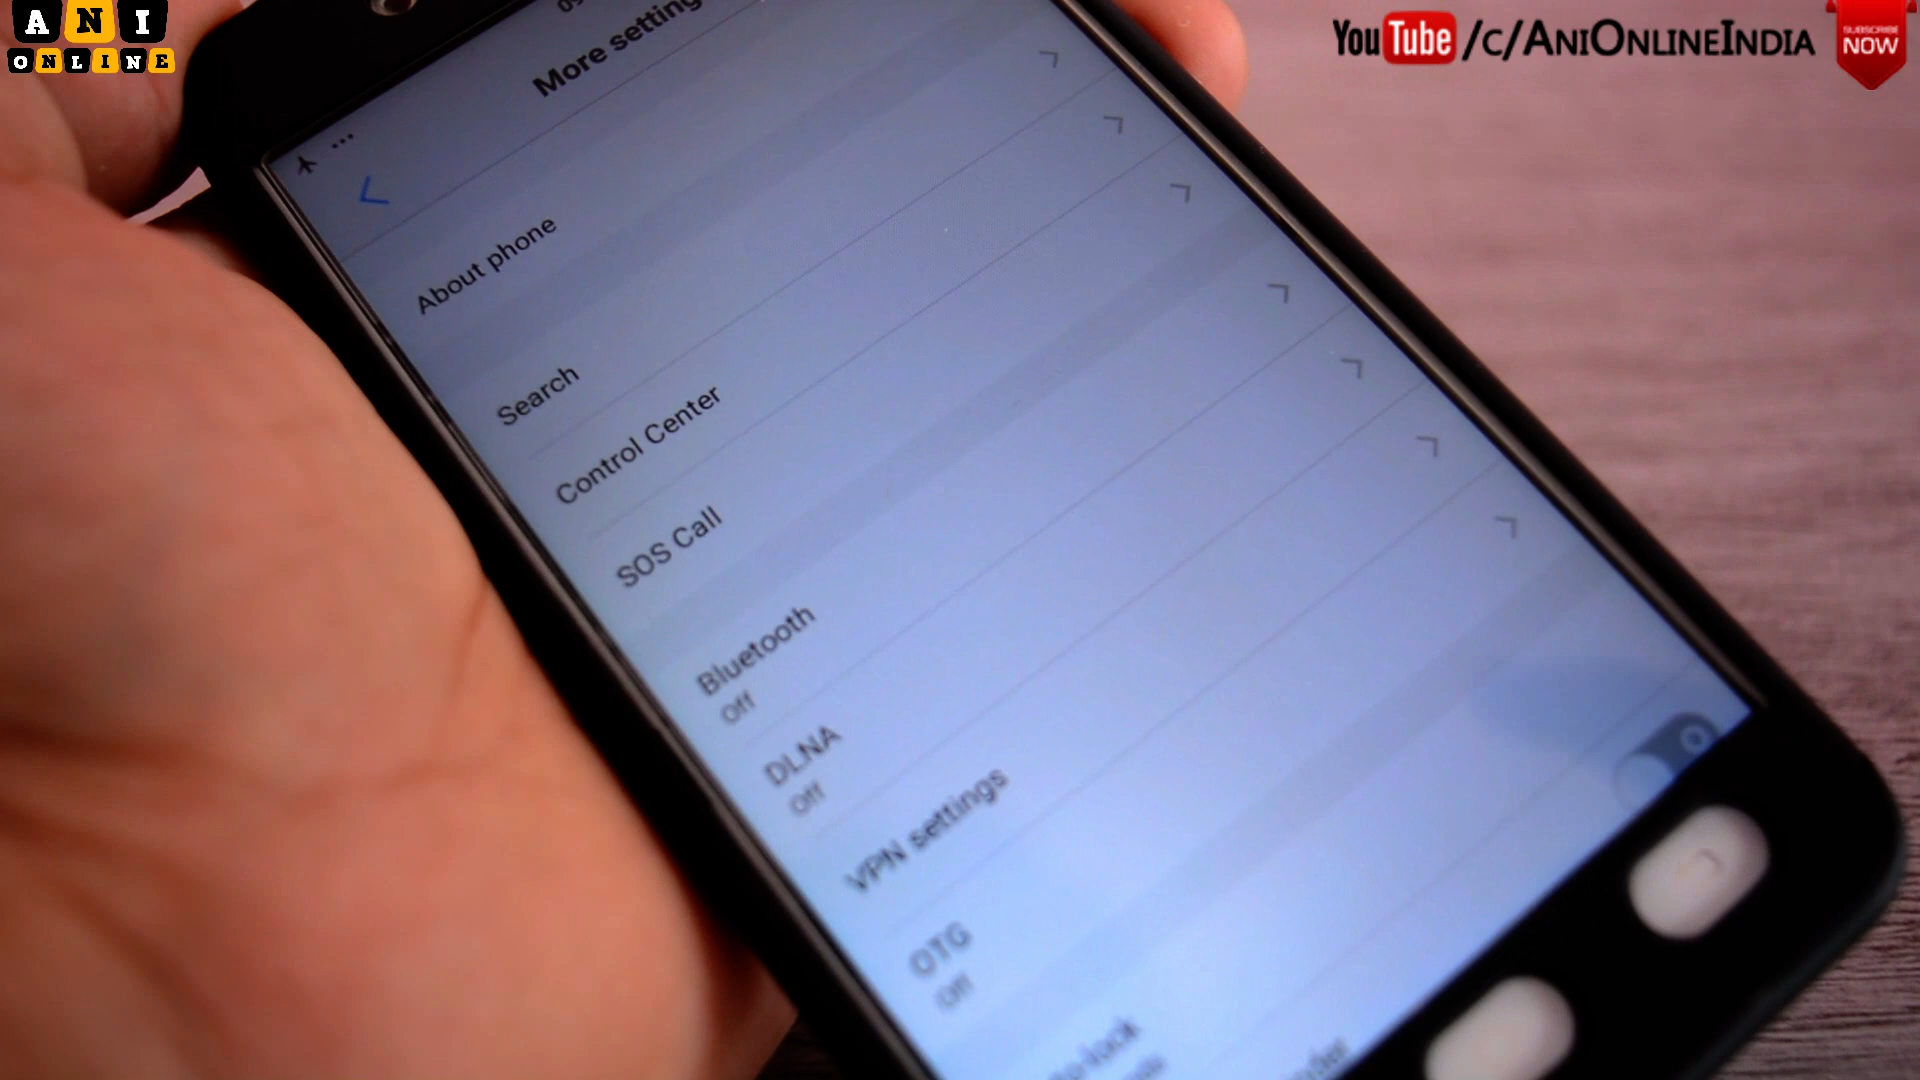 ANI
ONLINE
YouTube /c/AniOnlineIndia
SUBSCRIBE
NOW
More
About phone
Search
Control Center
SOS Call
Bluetooth
Off
DLNA
Off
VPN settings
OTG
Off